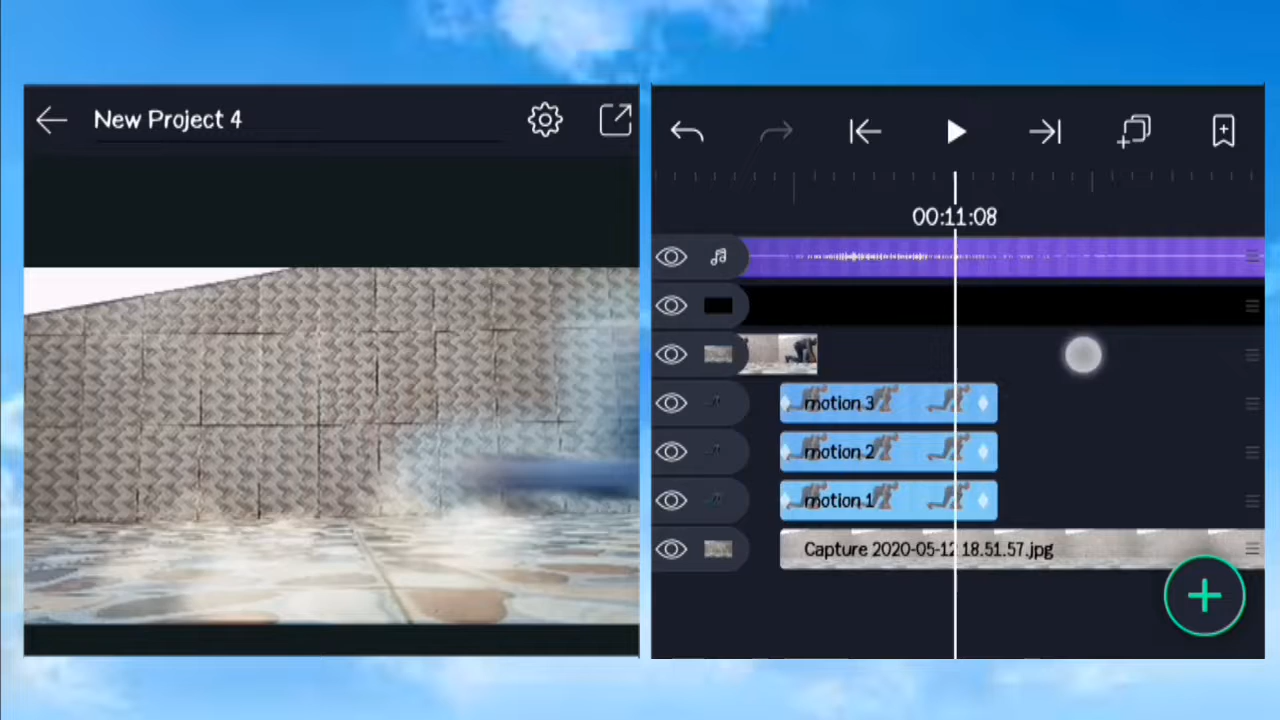 New Project 4
00:11:08
motion 3
motion 2
motion 1
Capture 2020-05-12 18.51.57.jpg